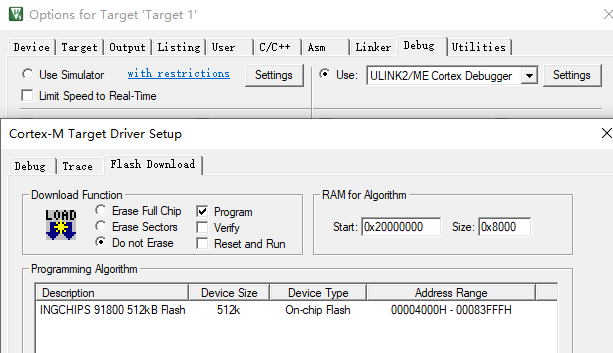 Options for Target 'Target 1'
Device Target Output Listing User C/C++ Asm Linker Debug Utilities
Use Simulator with restrictions Settings Use: ULINK2/ME Cortex Debugger Settings
Limit Speed to Real-Time
Cortex-M Target Driver Setup
Debug Trace Flash Download
Download Function RAM for Algorithm
LOAD Erase Full Chip Program
Erase Sectors Verify Start: 0x20000000 Size: 0x8000
Do not Erase Reset and Run
Programming Algorithm
Description Device Size Device Type Address Range
INGCHIPS 91800 512kB Flash 512k On-chip Flash 00004000H - 00083FFFH